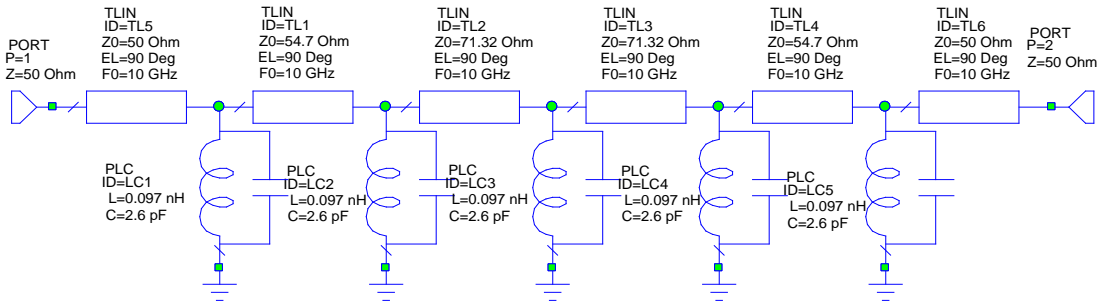 PORT
P=1
Z=50 Ohm
TLIN
ID=TL5
Z0=50 Ohm
EL=90 Deg
F0=10 GHz
TLIN
ID=TL1
Z0=54.7 Ohm
EL=90 Deg
F0=10 GHz
TLIN
ID=TL2
Z0=71.32 Ohm
EL=90 Deg
F0=10 GHz
TLIN
ID=TL3
Z0=71.32 Ohm
EL=90 Deg
F0=10 GHz
TLIN
ID=TL4
Z0=54.7 Ohm
EL=90 Deg
F0=10 GHz
TLIN
ID=TL6
Z0=50 Ohm
EL=90 Deg
F0=10 GHz
PORT
P=2
Z=50 Ohm
PLC
ID=LC1
L=0.097 nH
C=2.6 pF
PLC
ID=LC2
L=0.097 nH
C=2.6 pF
PLC
ID=LC3
L=0.097 nH
C=2.6 pF
PLC
ID=LC4
L=0.097 nH
C=2.6 pF
PLC
ID=LC5
L=0.097 nH
C=2.6 pF